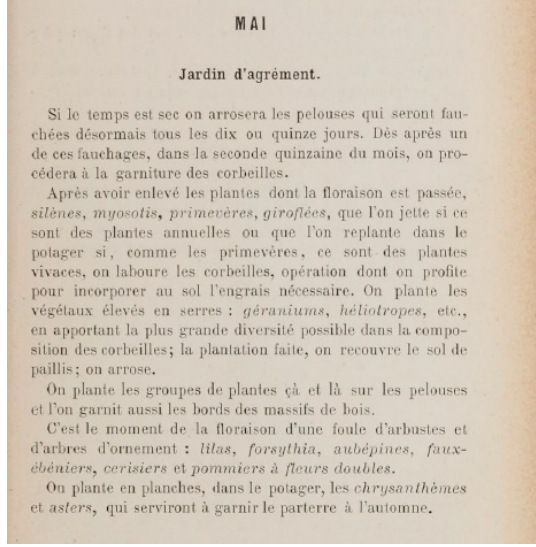 MAI
Jardin d'agrément.
Si le temps est sec on arrosera les pelouses qui seront fau-
chées désormais tous les dix ou quinze jours. Dès après un
de ces fauchages, dans la seconde quinzaine du mois, on pro-
cédera à la garniture des corbeilles.
Après avoir enlevé les plantes dont la floraison est passée,
silènes, myosotis, primevères, giroflées, que l'on jette si ce
sont des plantes annuelles ou que l'on replante dans le
potager si, comme les primevères, ce sont des plantes
vivaces, on laboure les corbeilles, opération dont on profite
pour incorporer au sol l'engrais nécessaire. On plante les
végétaux élevés en serres : géraniums, héliotropes, etc.,
en apportant la plus grande diversité possible dans la compo-
sition des corbeilles; la plantation faite, on recouvre le sol de
paillis; on arrose.
On plante les groupes de plantes çà et là sur les pelouses
et l'on garnit aussi les bords des massifs de bois.
C'est le moment de la floraison d'une foule d'arbustes et
d'arbres d'ornement : lilas, forsythia, aubépines, faux-
ébéniers, cerisiers et pommiers à fleurs doubles.
On plante en planches, dans le potager, les chrysanthèmes
et asters, qui serviront à garnir le parterre à l'automne.